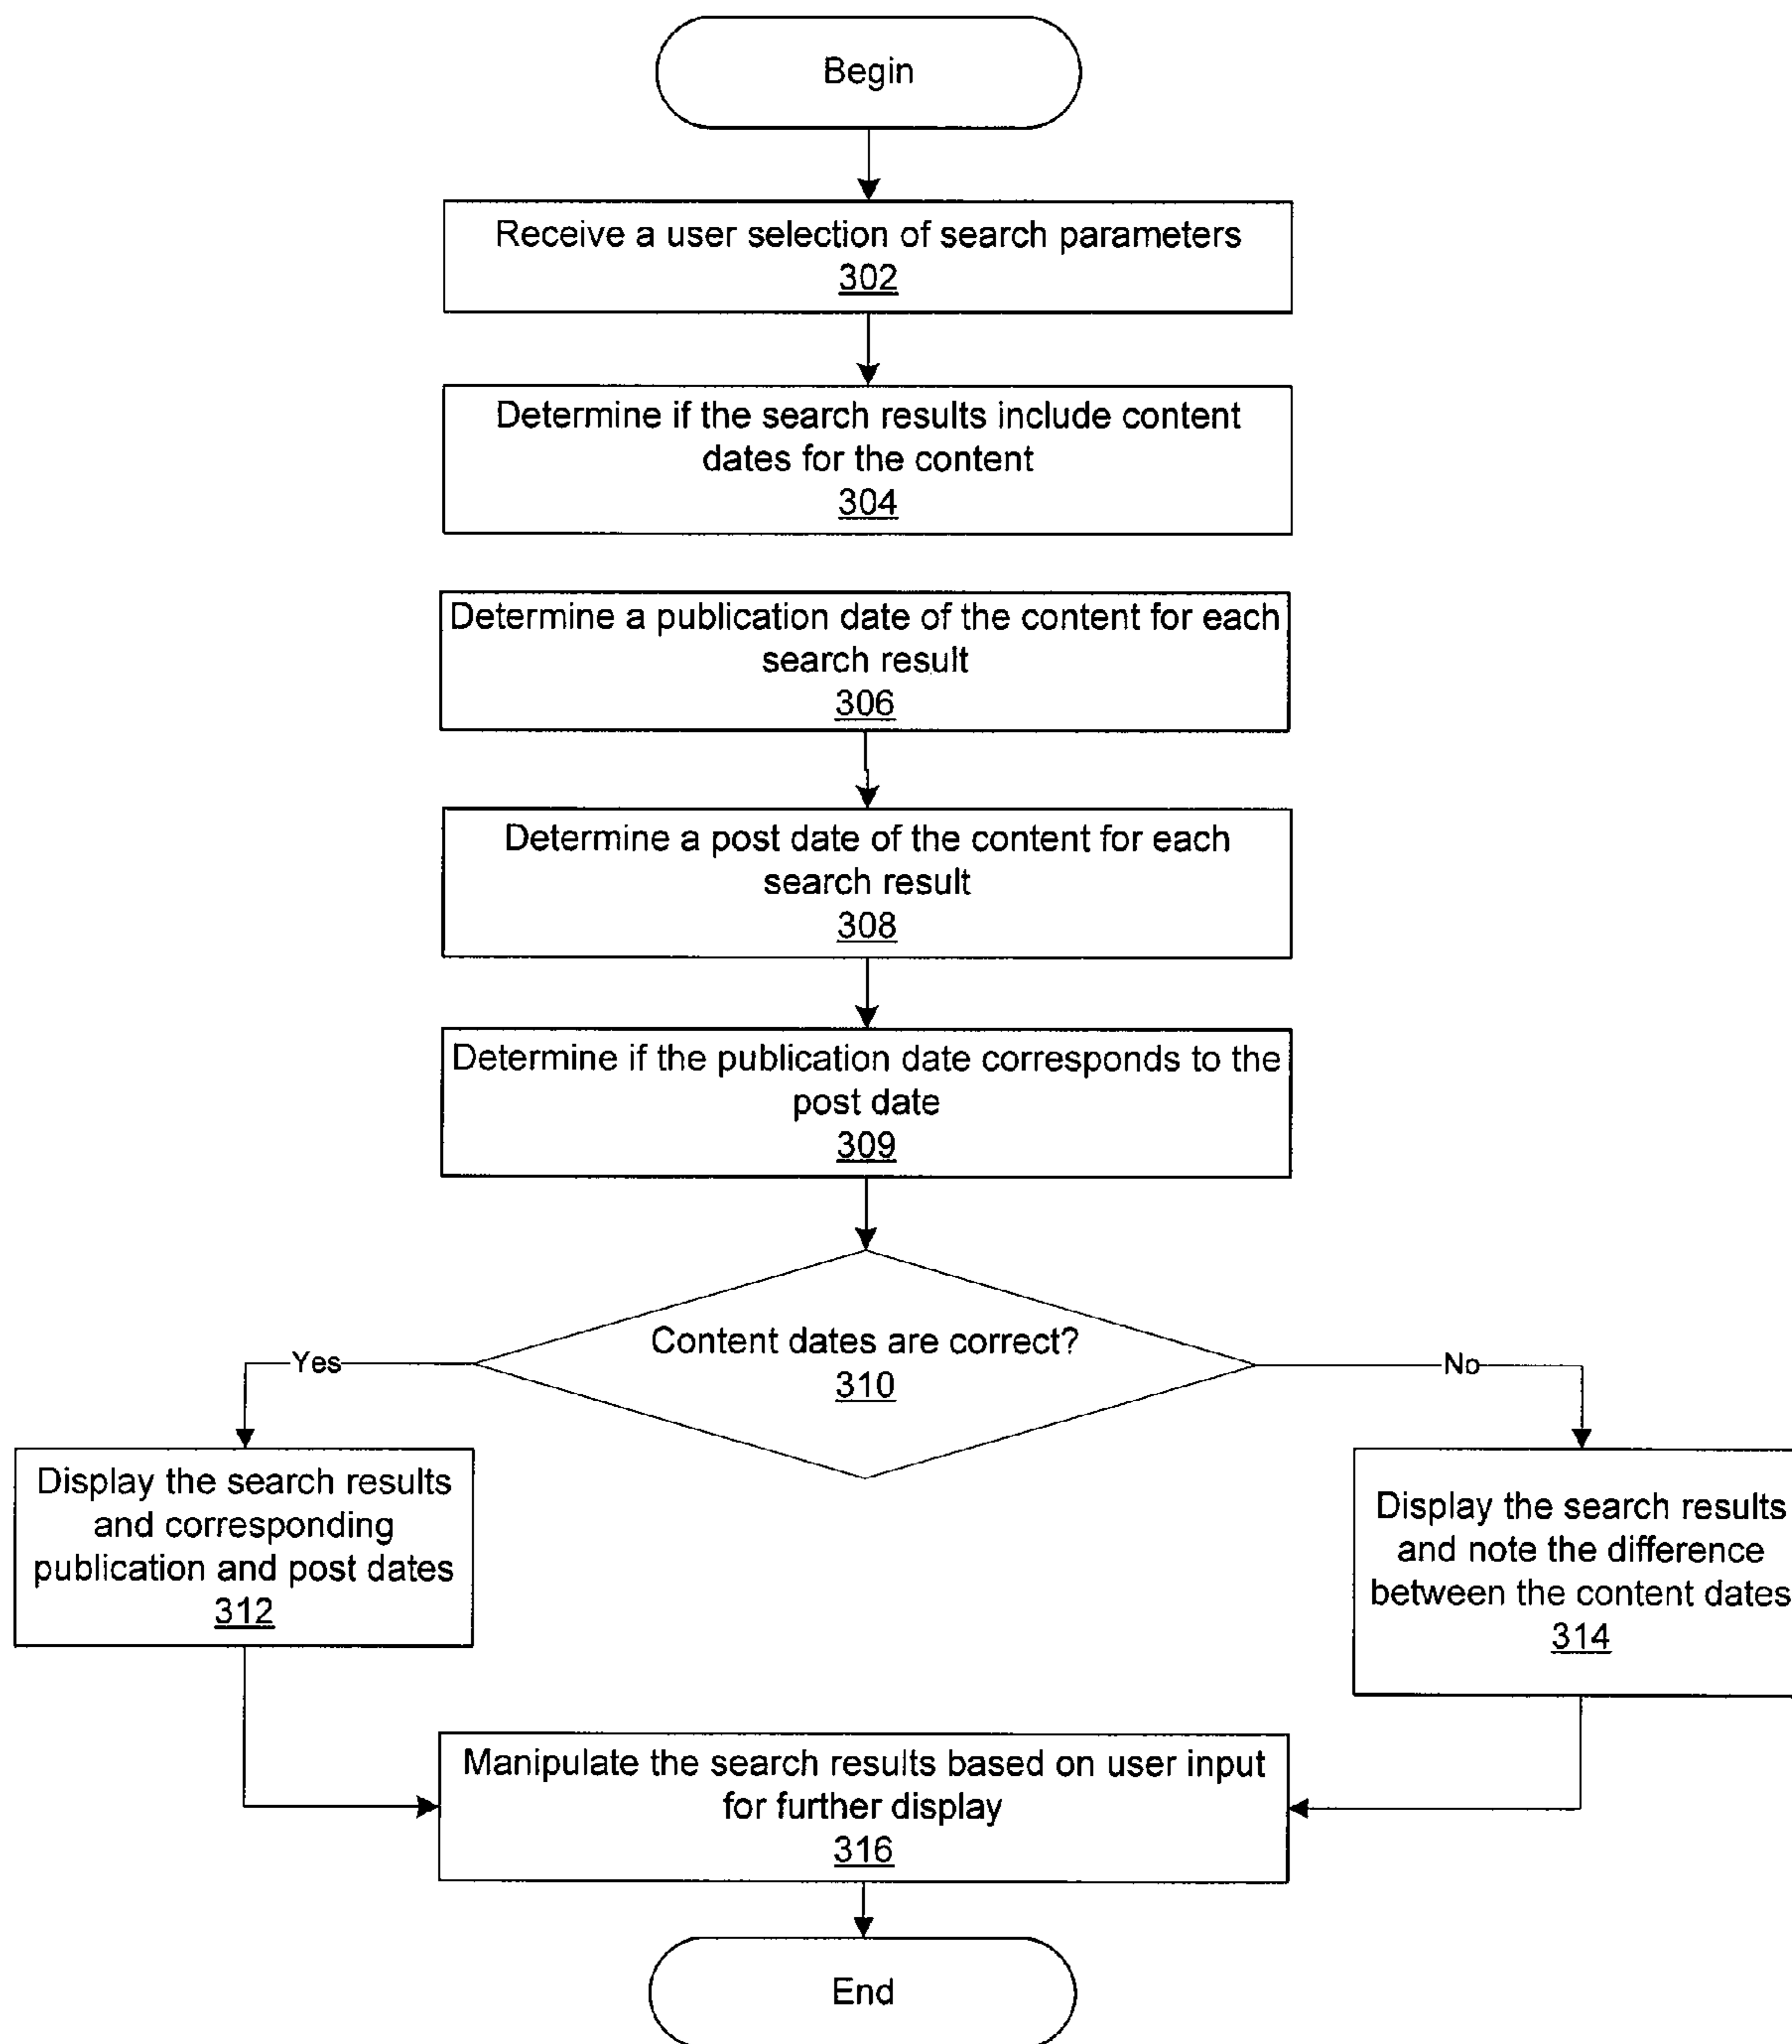 Begin
Receive a user selection of search parameters
302
Determine if the search results include content
dates for the content
304
Determine a publication date of the content for each
search result
306
Determine a post date of the content for each
search result
308
Determine if the publication date corresponds to the
post date
309
Content dates are correct?
310
Yes
No
Display the search results
and corresponding
publication and post dates
312
Display the search results
and note the difference
between the content dates
314
Manipulate the search results based on user input
for further display
316
End